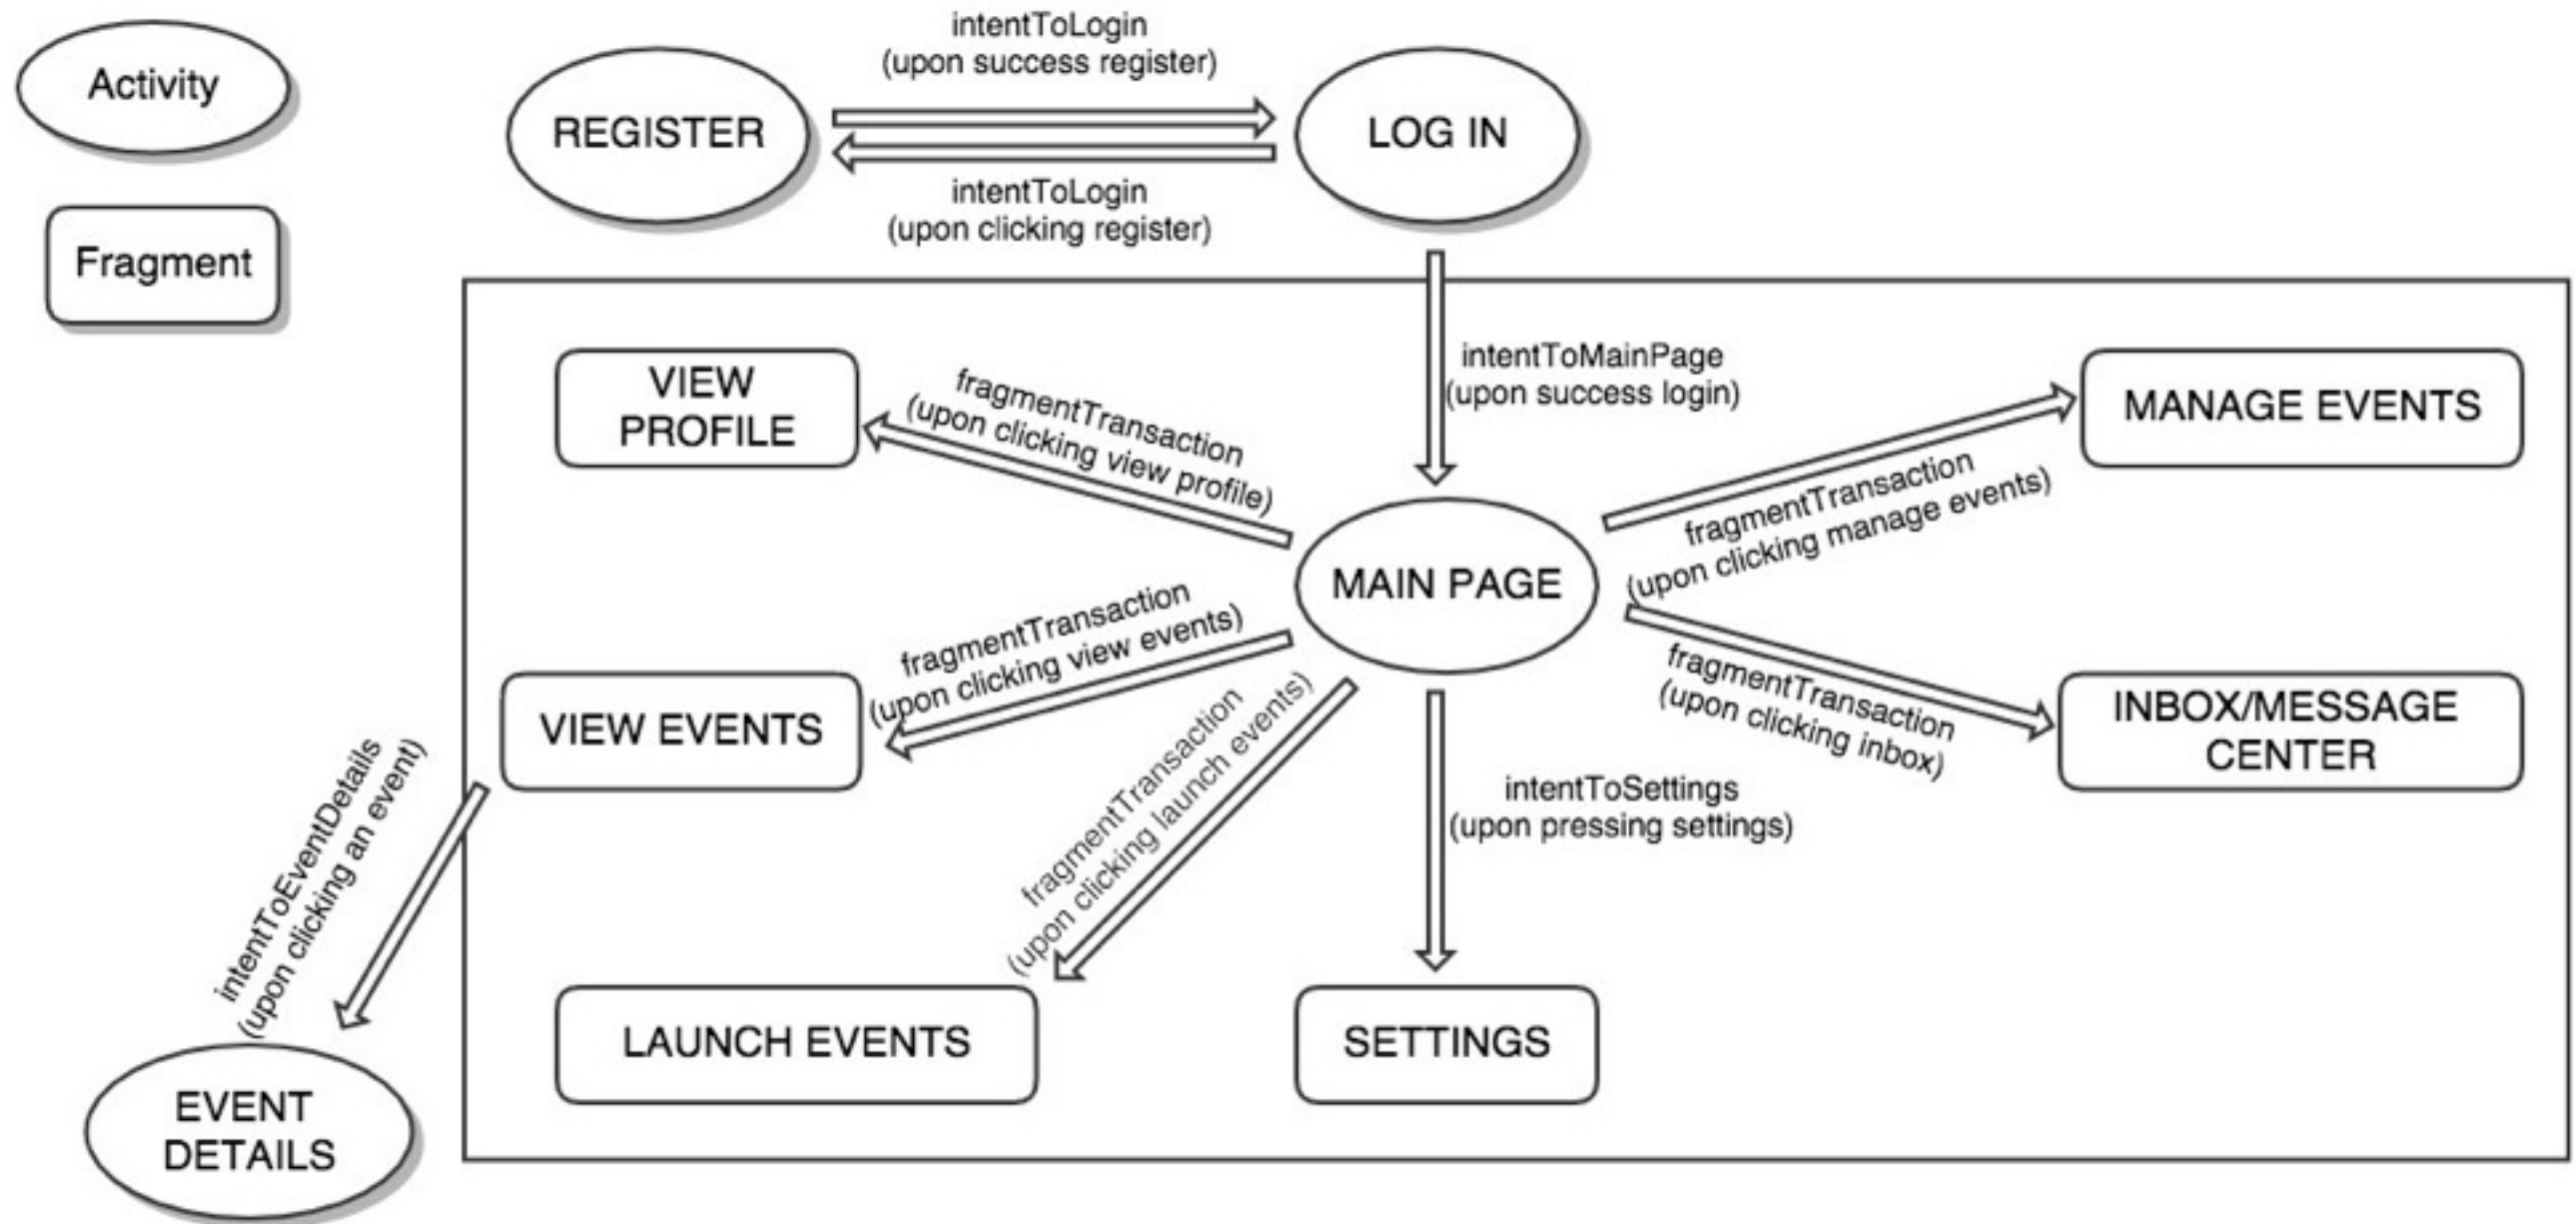 Activity
Fragment
intentToLogin
(upon success register)
REGISTER
LOG IN
intentToLogin
(upon clicking register)
intentToMainPage
(upon success login)
VIEW
PROFILE
fragmentTransaction
(upon clicking view profile)
MANAGE EVENTS
fragmentTransaction
(upon clicking manage events)
MAIN PAGE
fragmentTransaction
(upon clicking view events)
VIEW EVENTS
fragmentTransaction
(upon clicking inbox)
INBOX/MESSAGE
CENTER
fragmentTransaction
(upon clicking launch events)
intentToSettings
(upon pressing settings)
intentToEventDetails
(upon clicking an event)
LAUNCH EVENTS
SETTINGS
EVENT
DETAILS